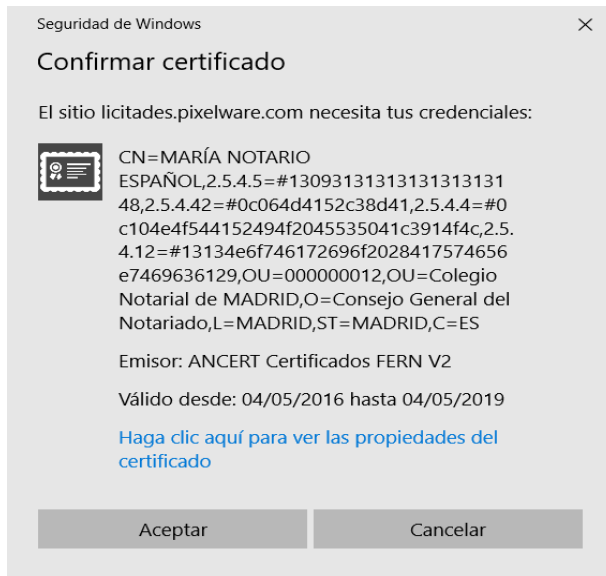 Seguridad de Windows
Confirmar certificado
El sitio licitades.pixelware.com necesita tus credenciales:
CN=MARÍA NOTARIO
ESPAÑOL,2.5.4.5=#13093131313131313131
48,2.5.4.42=#0c064d4152c38d41,2.5.4.4=#0
c104e4f544152494f2045535041c3914f4c,2.5.
4.12=#13134e6f746172696f2028417574656
e7469636129,OU=000000012,OU=Colegio
Notarial de MADRID,O=Consejo General del
Notariado,L=MADRID,ST=MADRID,C=ES
Emisor: ANCERT Certificados FERN V2
Válido desde: 04/05/2016 hasta 04/05/2019
Haga clic aquí para ver las propiedades del
certificado
Aceptar
Cancelar